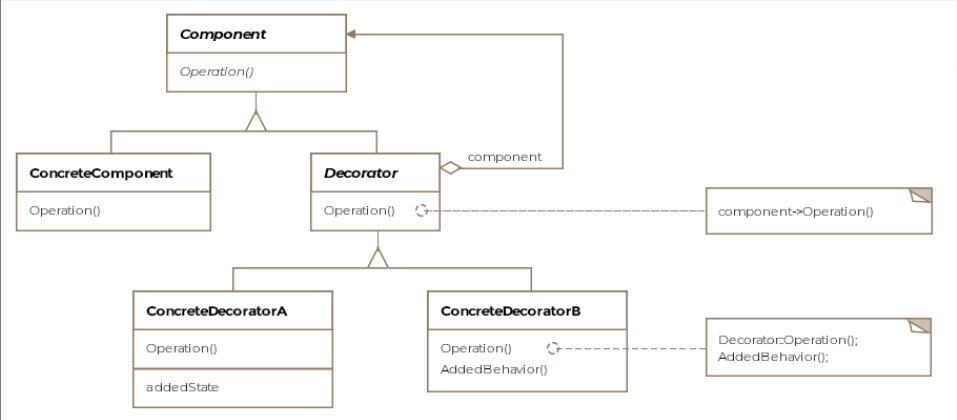 Component
Operation()
component
ConcreteComponent
Operation()
Decorator
Operation()
component->Operation()
ConcreteDecoratorA
Operation()
addedState
ConcreteDecoratorB
Operation()
AddedBehavior()
Decorator::Operation();
AddedBehavior();